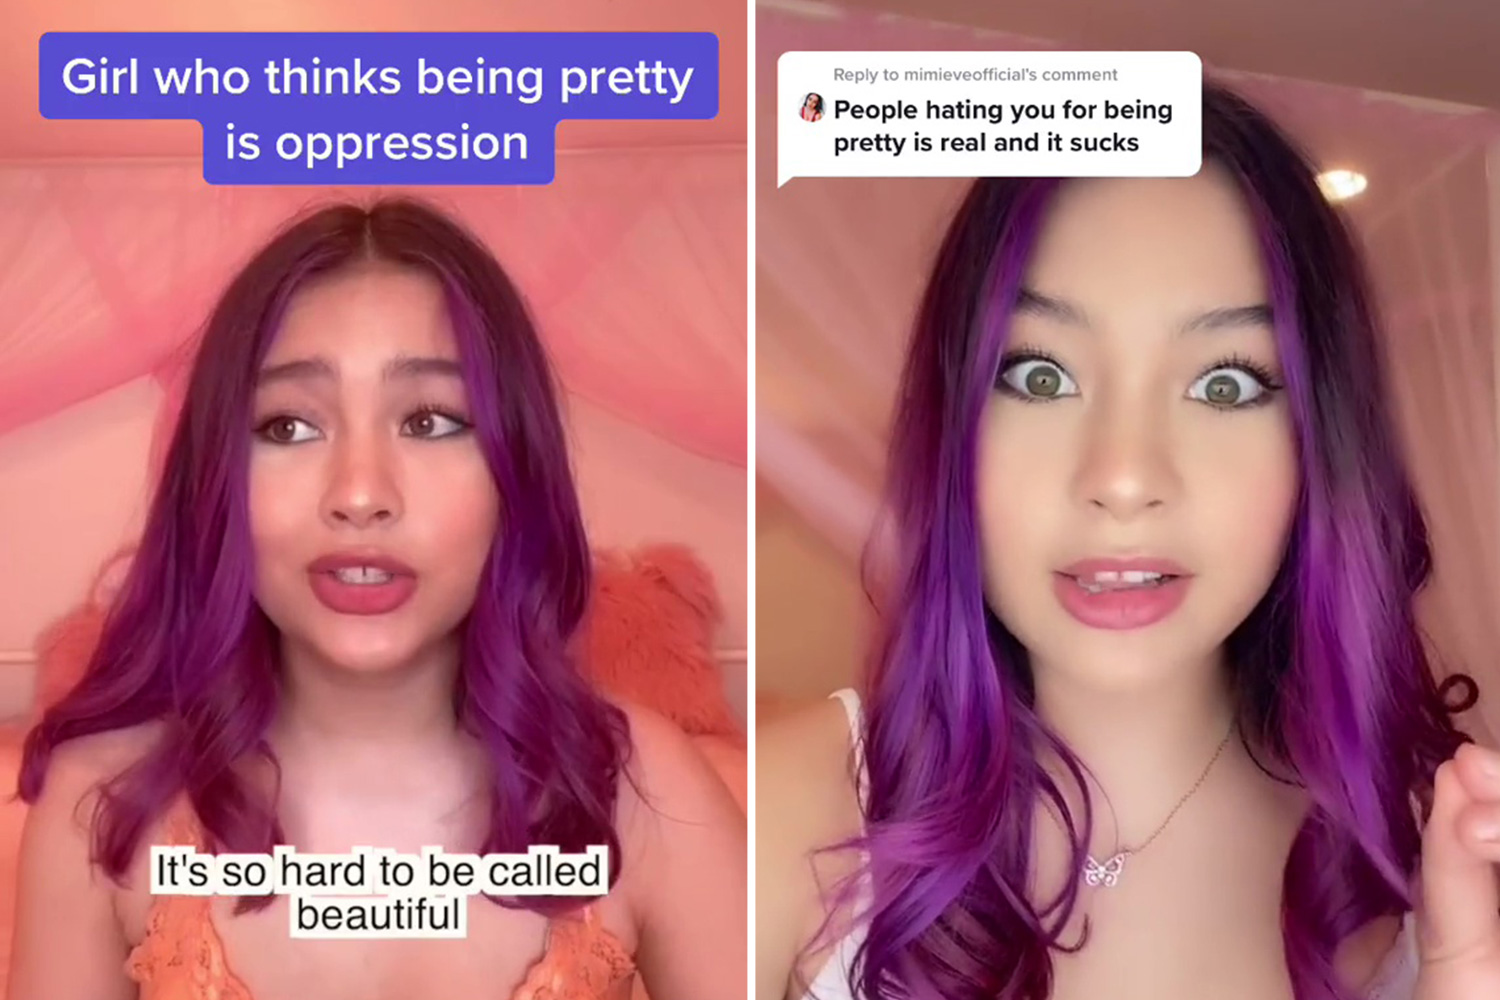 Girl who thinks being pretty
is oppression
It's so hard to be called
beautiful
Reply to mimieveofficial's comment
People hating you for being
pretty is real and it sucks